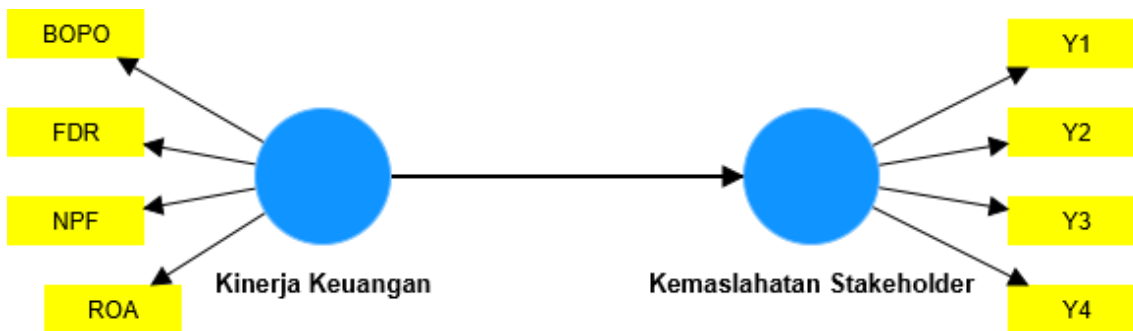 BOPO
FDR
NPF
ROA
Kinerja Keuangan
Kemaslahatan Stakeholder
Y1
Y2
Y3
Y4